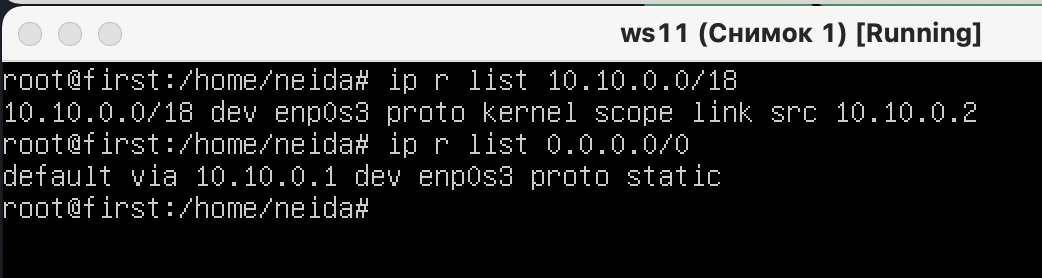 ws11 (Снимок 1) [Running]
root@first:/home/neida# ip r list 10.10.0.0/18
10.10.0.0/18 dev enp0s3 proto kernel scope link src 10.10.0.2
root@first:/home/neida# ip r list 0.0.0.0/0
default via 10.10.0.1 dev enp0s3 proto static
root@first:/home/neida#